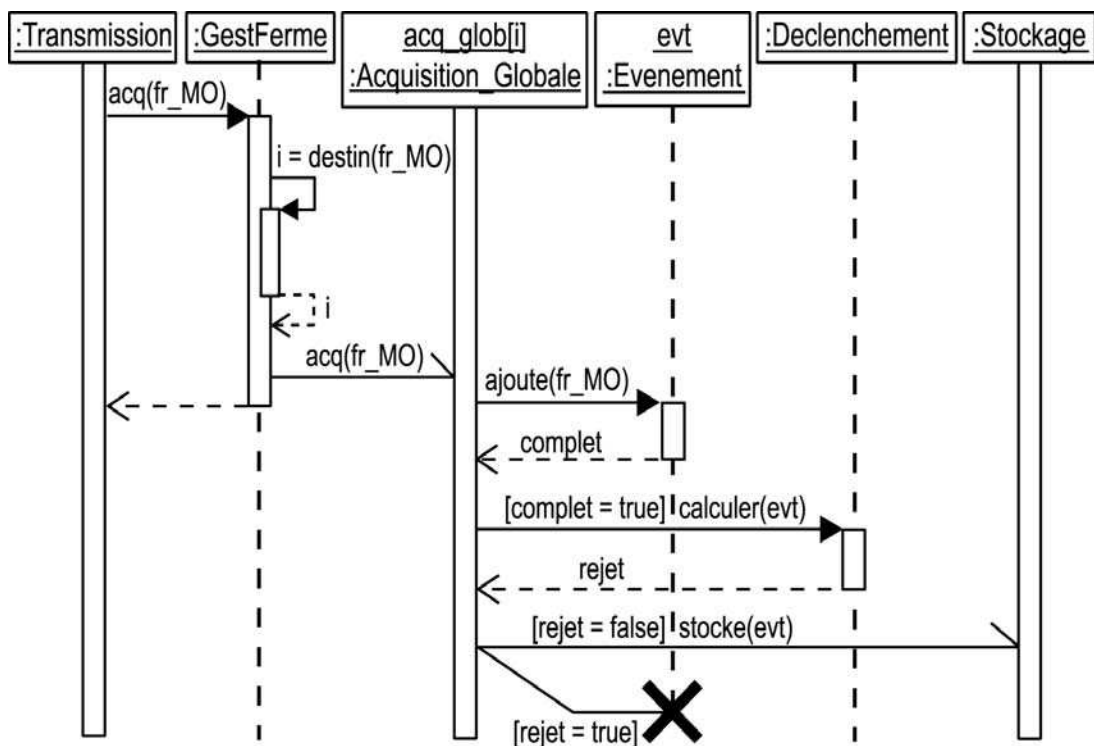 :Transmission
:GestFerme
acq_glob[i]
:Acquisition_Globale
evt
:Evenement
:Declenchement
:Stockage
acq(fr_MO)
i = destin(fr_MO)
i
acq(fr_MO)
ajoute(fr_MO)
complet
[complet = true] calculer(evt)
rejet
[rejet = false] stocke(evt)
[rejet = true]